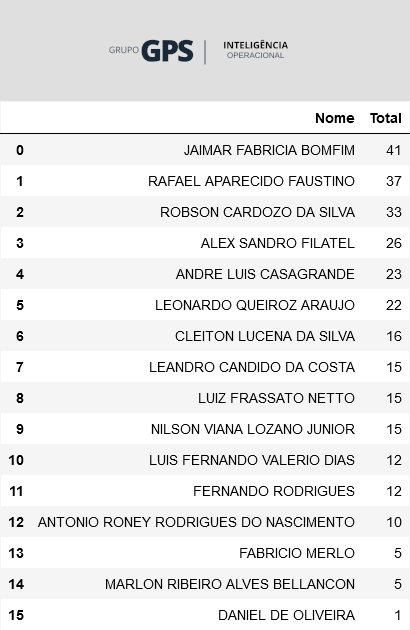 GRUPO GPS | INTELIGÊNCIA
OPERACIONAL
Nome Total
0 JAIMAR FABRICIA BOMFIM 41
1 RAFAEL APARECIDO FAUSTINO 37
2 ROBSON CARDOZO DA SILVA 33
3 ALEX SANDRO FILATEL 26
4 ANDRE LUIS CASAGRANDE 23
5 LEONARDO QUEIROZ ARAUJO 22
6 CLEITON LUCENA DA SILVA 16
7 LEANDRO CANDIDO DA COSTA 15
8 LUIZ FRASSATO NETTO 15
9 NILSON VIANA LOZANO JUNIOR 15
10 LUIS FERNANDO VALERIO DIAS 12
11 FERNANDO RODRIGUES 12
12 ANTONIO RONEY RODRIGUES DO NASCIMENTO 10
13 FABRICIO MERLO 5
14 MARLON RIBEIRO ALVES BELLANCON 5
15 DANIEL DE OLIVEIRA 1